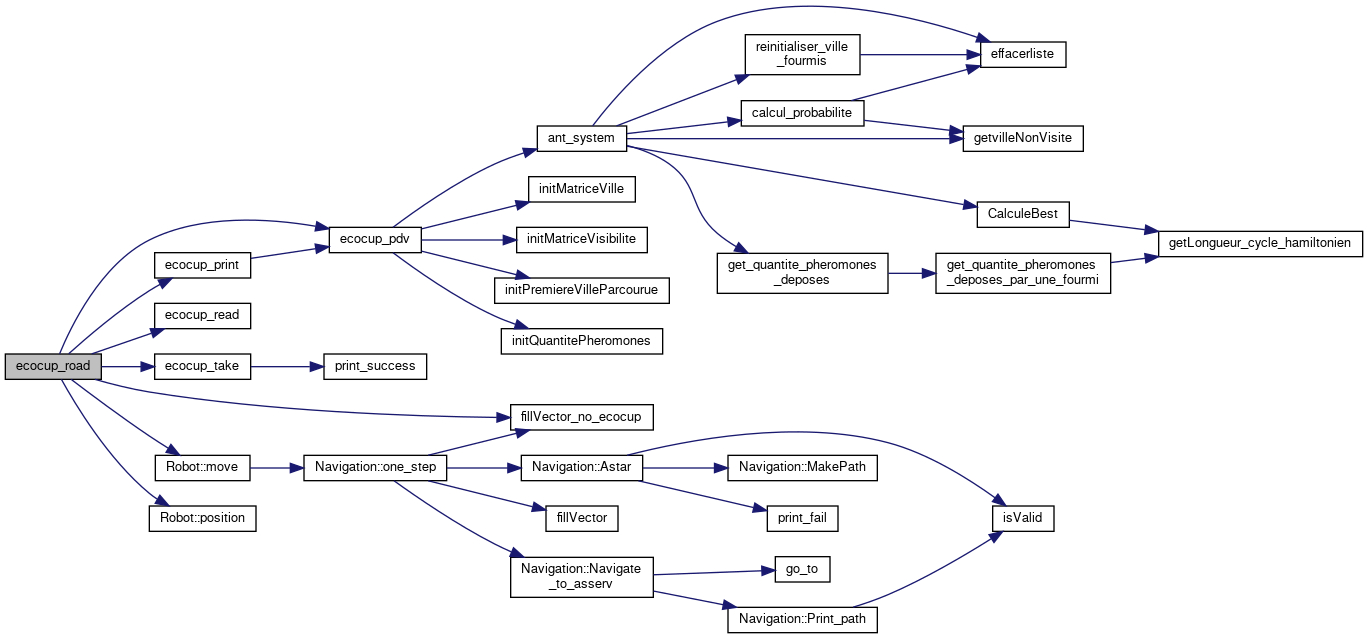 ecocup_road
ecocup_pdv
ecocup_print
ecocup_read
ecocup_take
print_success
fillVector_no_ecocup
Robot::move
Robot::position
ant_system
initMatriceVille
initMatriceVisibilite
initPremiereVilleParcourue
initQuantitePheromones
reinitialiser_ville
_fourmis
effacerliste
calcul_probabilite
getvilleNonVisite
CalculeBest
getLongueur_cycle_hamiltonien
get_quantite_pheromones
_deposes
get_quantite_pheromones
_deposes_par_une_fourmi
Navigation::one_step
Navigation::Astar
Navigation::MakePath
print_fail
fillVector
isValid
Navigation::Navigate
_to_asserv
go_to
Navigation::Print_path